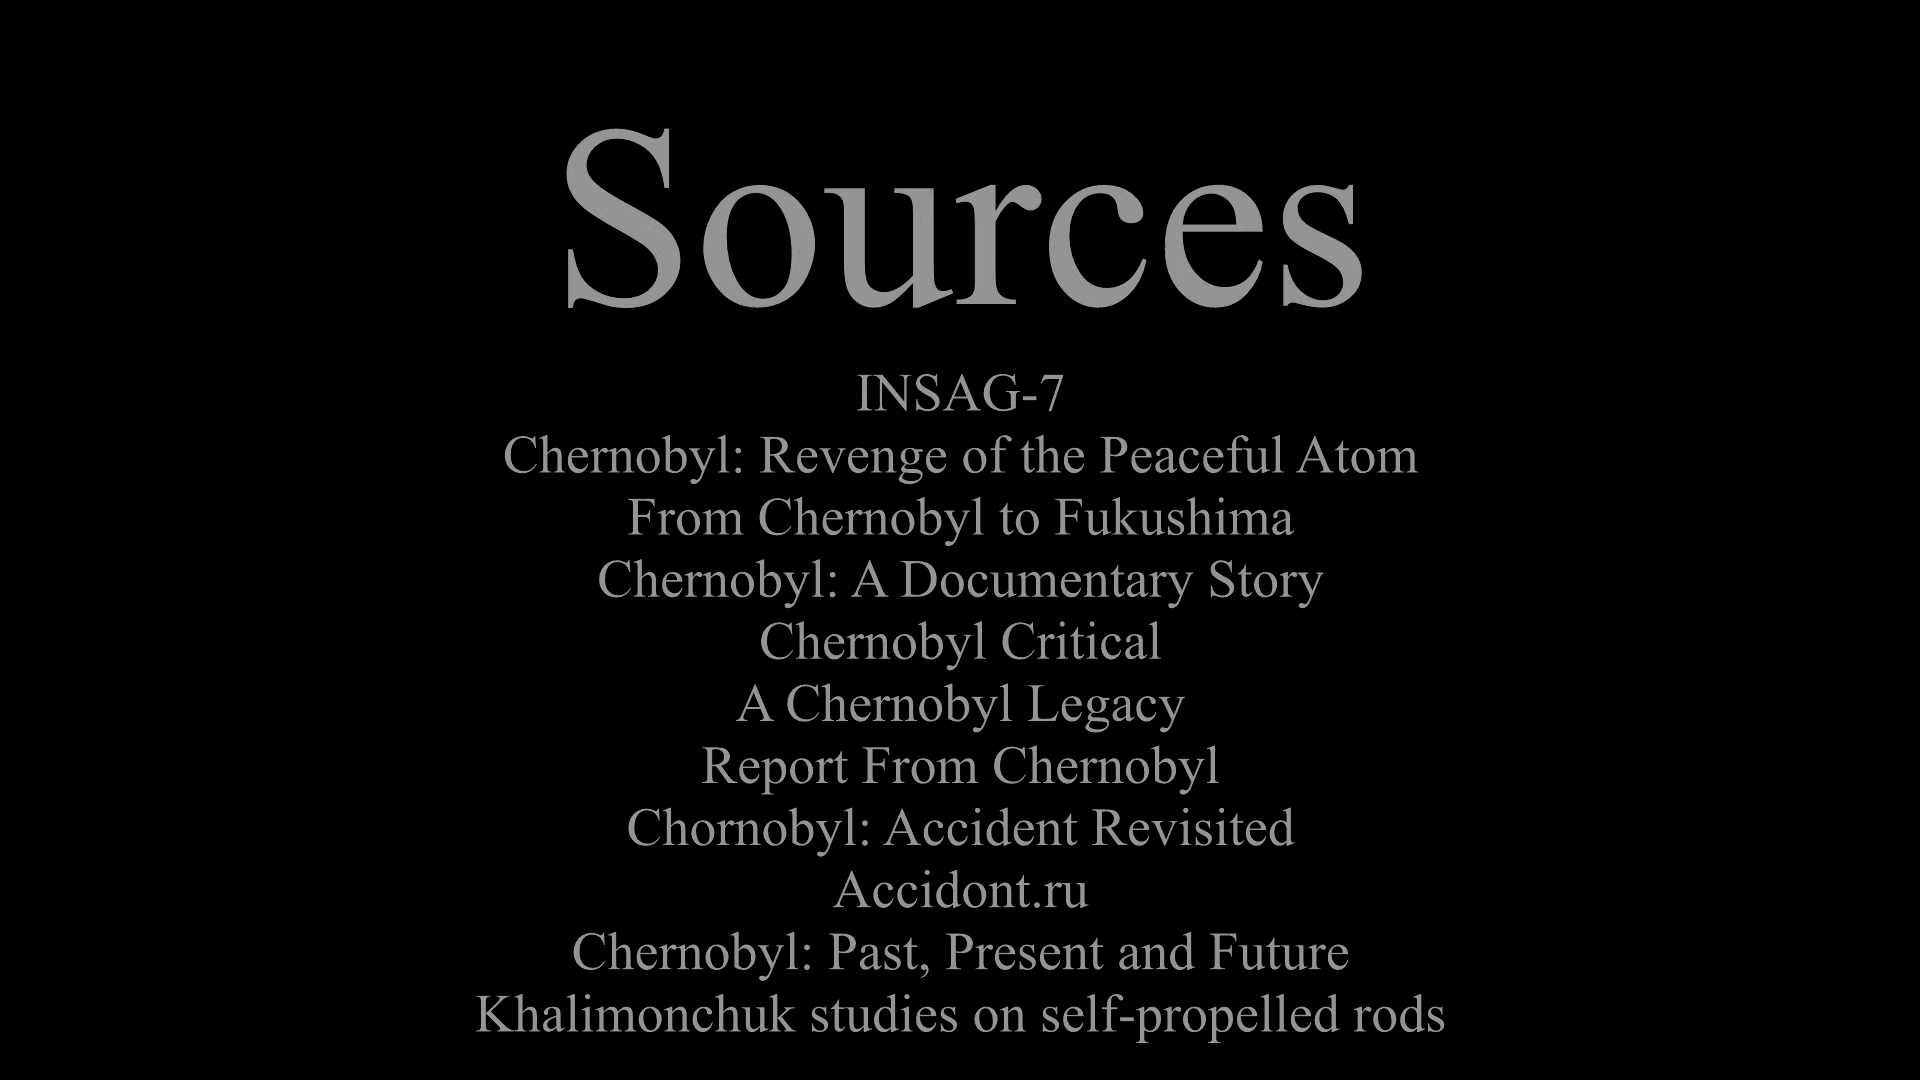 Sources
INSAG-7
Chernobyl: Revenge of the Peaceful Atom
From Chernobyl to Fukushima
Chernobyl: A Documentary Story
Chernobyl Critical
A Chernobyl Legacy
Report From Chernobyl
Chornobyl: Accident Revisited
Accidont.ru
Chernobyl: Past, Present and Future
Khalimonchuk studies on self-propelled rods